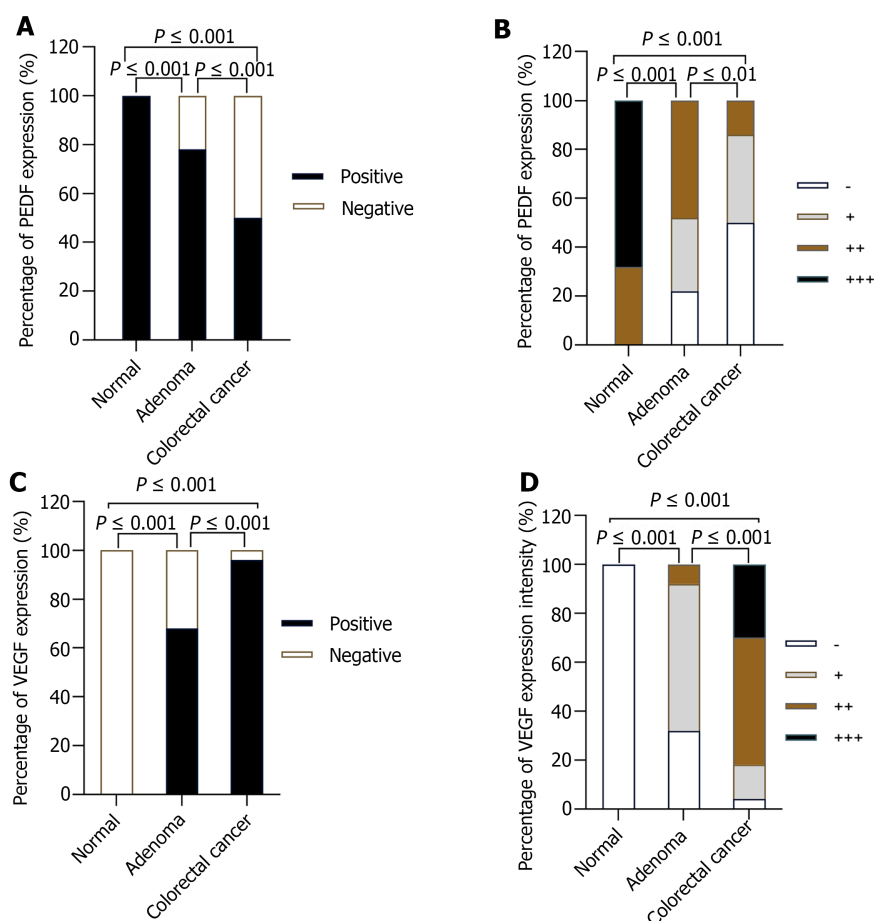 A
P ≤ 0.001
P ≤ 0.001 P ≤ 0.001
Percentage of PEDF expression (%)
120
100
80
60
40
20
0
Normal
Adenoma
Colorectal cancer
Positive
Negative
B
P ≤ 0.001
P ≤ 0.001 P ≤ 0.01
Percentage of PEDF expression (%)
120
100
80
60
40
20
0
Normal
Adenoma
Colorectal cancer
-
+
++
+++
C
P ≤ 0.001
P ≤ 0.001 P ≤ 0.001
Percentage of VEGF expression (%)
120
100
80
60
40
20
0
Normal
Adenoma
Colorectal cancer
Positive
Negative
D
P ≤ 0.001
P ≤ 0.001 P ≤ 0.001
Percentage of VEGF expression intensity (%)
120
100
80
60
40
20
0
Normal
Adenoma
Colorectal cancer
-
+
++
+++